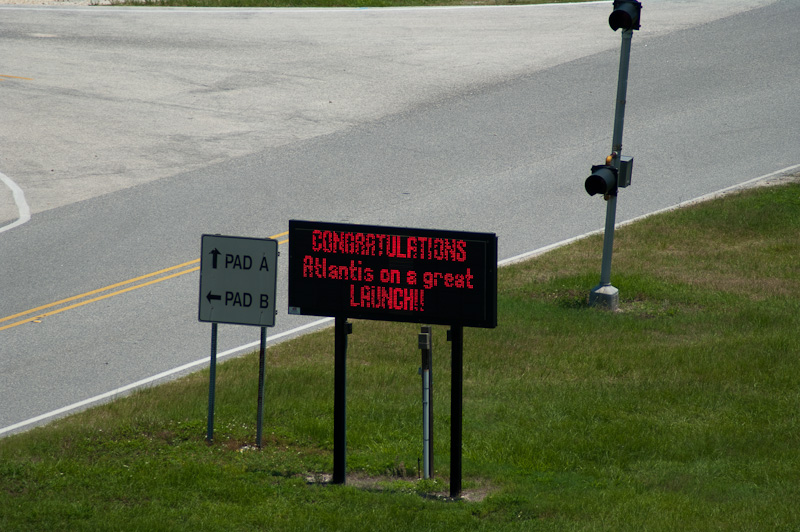 ↑ PAD A
← PAD B
CONGRATULATIONS
Atlantis on a great
LAUNCH!!